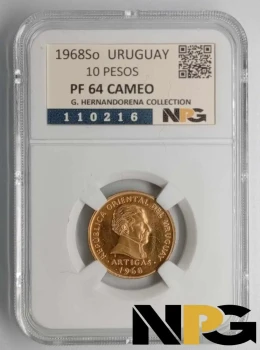 1968So URUGUAY
10 PESOS
PF 64 CAMEO
G. HERNANDORENA COLLECTION
NPG
110216
REPUBLICA ORIENTAL DEL URUGUAY
ARTIGAS
1968
NPG